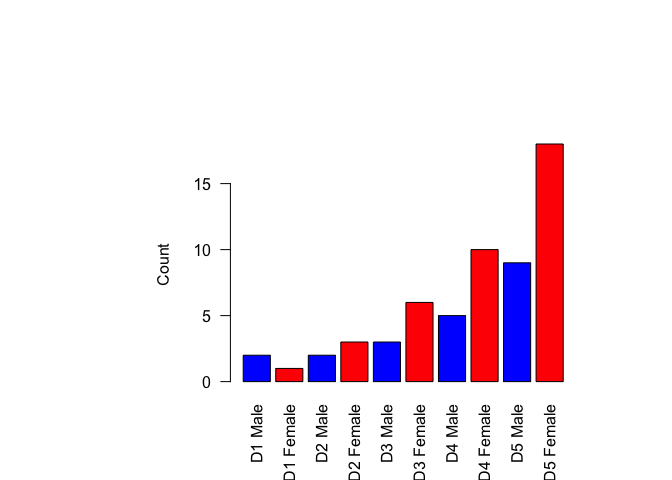 15
10
5
0
Count
D1 Male
D1 Female
D2 Male
D2 Female
D3 Male
D3 Female
D4 Male
D4 Female
D5 Male
D5 Female